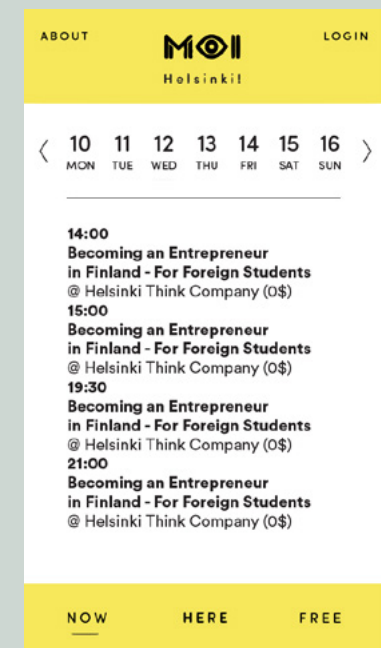 ABOUT
MOI
LOGIN
Helsinki!
10 11 12 13 14 15 16
MON TUE WED THU FRI SAT SUN
14:00
Becoming an Entrepreneur
in Finland - For Foreign Students
@ Helsinki Think Company (0$)
15:00
Becoming an Entrepreneur
in Finland - For Foreign Students
@ Helsinki Think Company (0$)
19:30
Becoming an Entrepreneur
in Finland - For Foreign Students
@ Helsinki Think Company (0$)
21:00
Becoming an Entrepreneur
in Finland - For Foreign Students
@ Helsinki Think Company (0$)
NOW HERE FREE